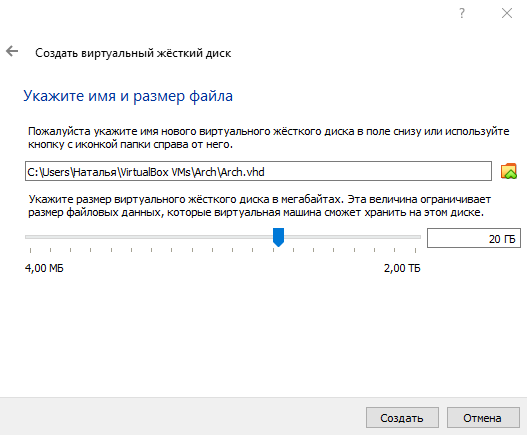 ?
Создать виртуальный жёсткий диск
Укажите имя и размер файла
Пожалуйста укажите имя нового виртуального жёсткого диска в поле снизу или используйте
кнопку с иконкой папки справа от него.
C:\Users\Наталья\VirtualBox VMs\Arch\Arch.vhd
Укажите размер виртуального жёсткого диска в мегабайтах. Эта величина ограничивает
размер файловых данных, которые виртуальная машина сможет хранить на этом диске.
20 ГБ
4,00 МБ 2,00 ТБ
Создать Отмена